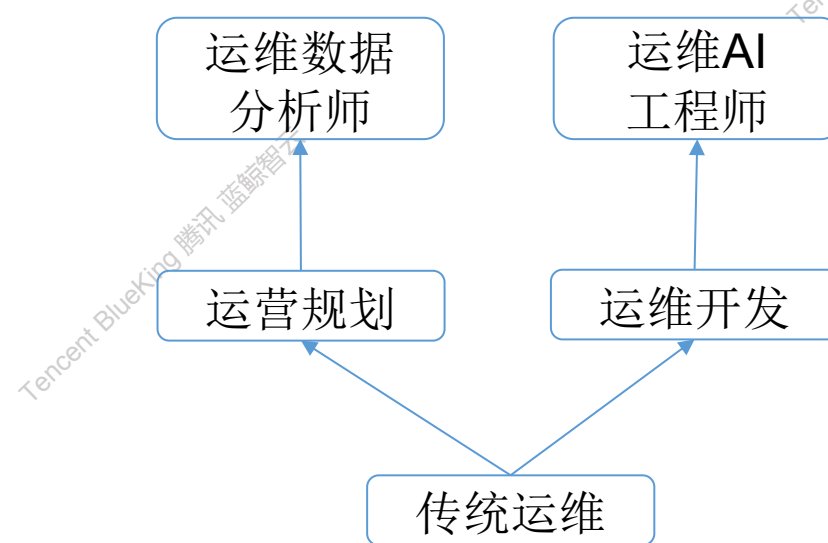 运维数据
分析师
运维AI
工程师
Tencent BlueKing 腾讯 蓝鲸智云
运营规划
运维开发
传统运维